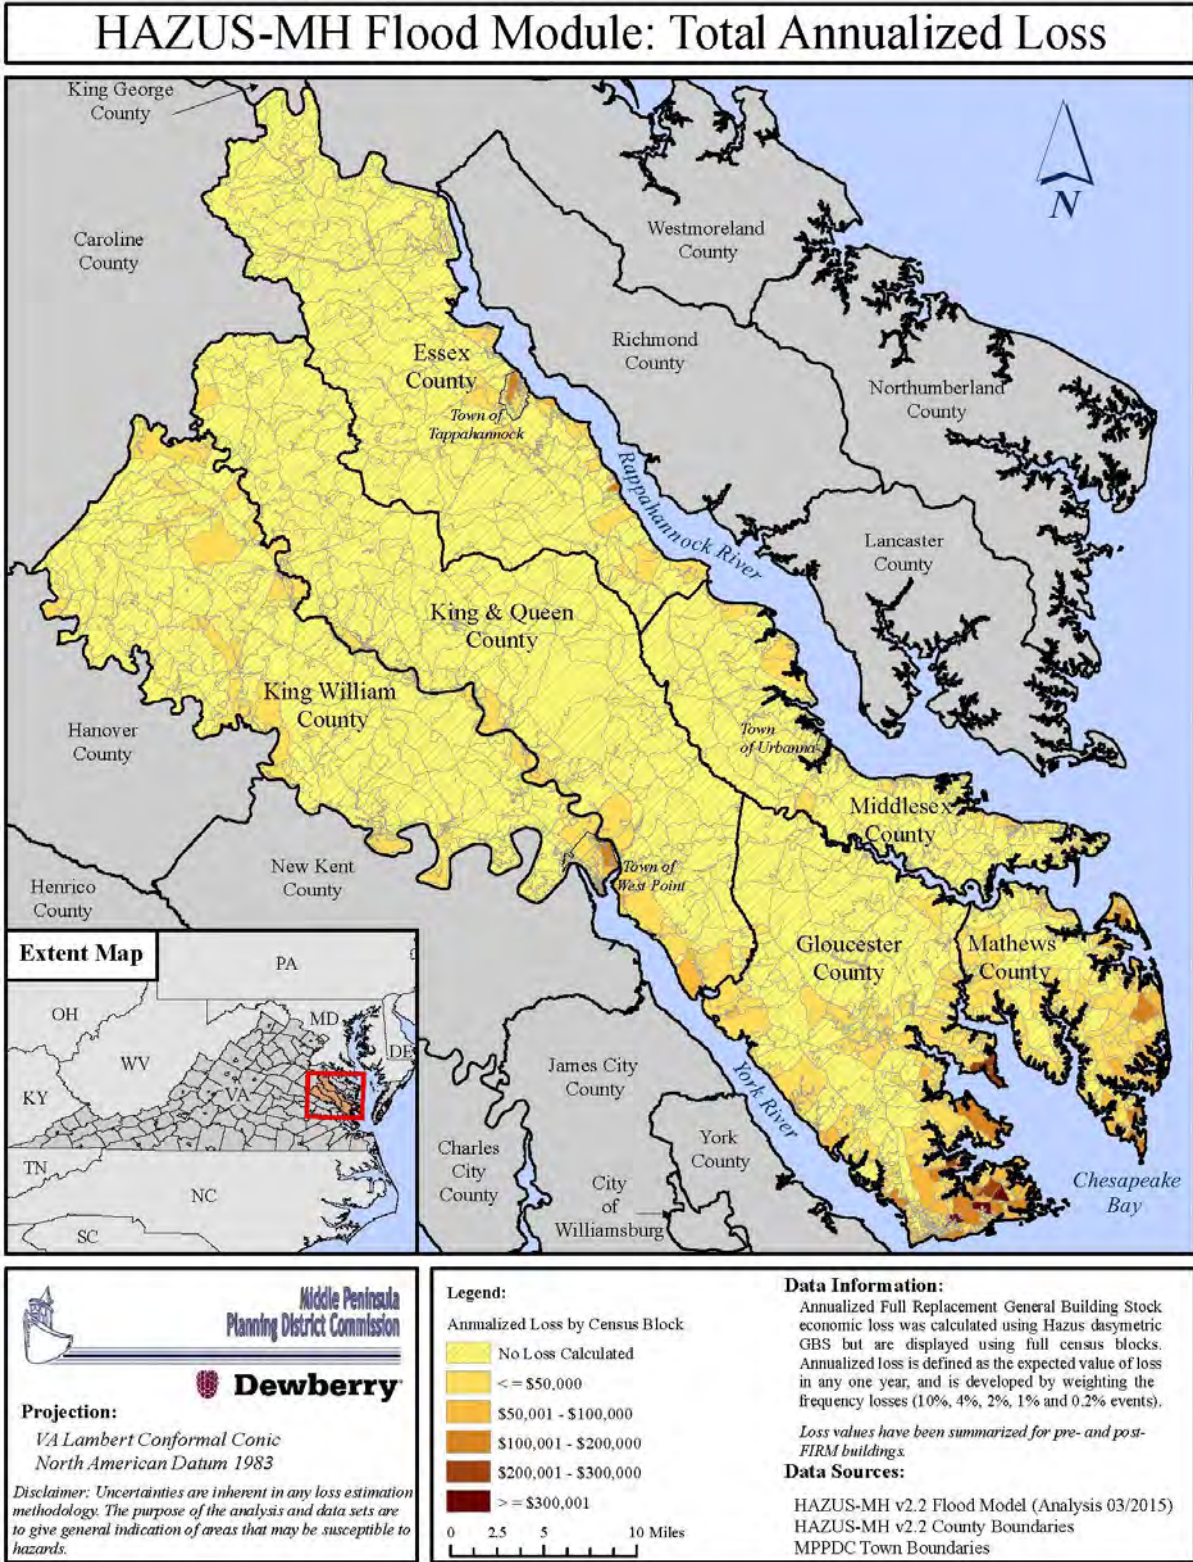 HAZUS-MH Flood Module: Total Annualized Loss
King George
County
N
Westmoreland
County
Caroline
County
Richmond
County
Essex
County
Northumberland
County
Town of
Tappahannock
Rappahannock River
Lancaster
County
King & Queen
County
King William
County
Hanover
County
Town
of Urbanna
Middlesex
County
New Kent
County
Town of
West Point
Henrico
County
Gloucester
County
Mathews
County
Extent Map
PA
OH
MD
WV
DE
James City
County
KY
VA
York River
York
County
Charles
City
County
TN
NC
City
of
Williamsburg
Chesapeake
Bay
SC
Middle Peninsula
Planning District Commission
Dewberry
Projection:
VA Lambert Conformal Conic
North American Datum 1983
Disclaimer: Uncertainties are inherent in any loss estimation
methodology. The purpose of the analysis and data sets are
to give general indication of areas that may be susceptible to
hazards.
Legend:
Annualized Loss by Census Block
No Loss Calculated
< = $50,000
$50,001 - $100,000
$100,001 - $200,000
$200,001 - $300,000
> = $300,001
0 2.5 5 10 Miles
Data Information:
Annualized Full Replacement General Building Stock
economic loss was calculated using Hazus dasymetric
GBS but are displayed using full census blocks.
Annualized loss is defined as the expected value of loss
in any one year, and is developed by weighting the
frequency losses (10%, 4%, 2%, 1% and 0.2% events).
Loss values have been summarized for pre- and post-
FIRM buildings.
Data Sources:
HAZUS-MH v2.2 Flood Model (Analysis 03/2015)
HAZUS-MH v2.2 County Boundaries
MPPDC Town Boundaries